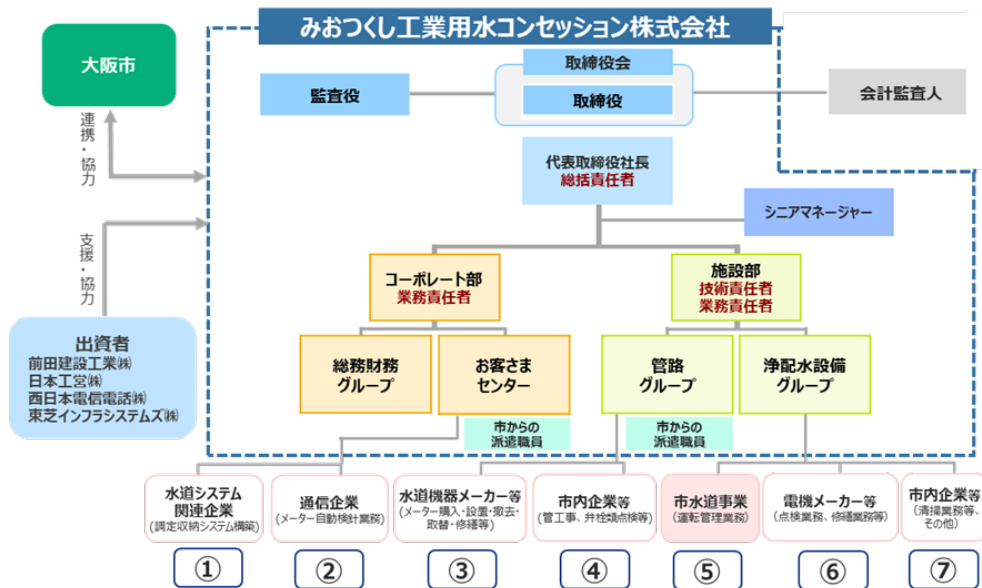 みおつくし工業用水コンセッション株式会社
大阪市
連携・協力
支援・協力
取締役会
取締役
監査役
会計監査人
代表取締役社長
総括責任者
シニアマネージャー
コーポレート部
業務責任者
施設部
技術責任者
業務責任者
総務財務
グループ
お客さま
センター
管路
グループ
浄配水設備
グループ
出資者
前田建設工業㈱
日本工営㈱
西日本電信電話㈱
東芝インフラシステムズ㈱
市からの
派遣職員
市からの
派遣職員
水道システム
関連企業
(調定収納システム構築)
通信企業
(メーター自動検針業務)
水道機器メーカー等
(メーター購入・設置・撤去・
取替・修繕等)
市内企業等
(管工事、弁栓類点検等)
市水道事業
(運転管理業務)
電機メーカー等
(点検業務、修繕業務等)
市内企業等
(清掃業務等、
その他)
①
②
③
④
⑤
⑥
⑦